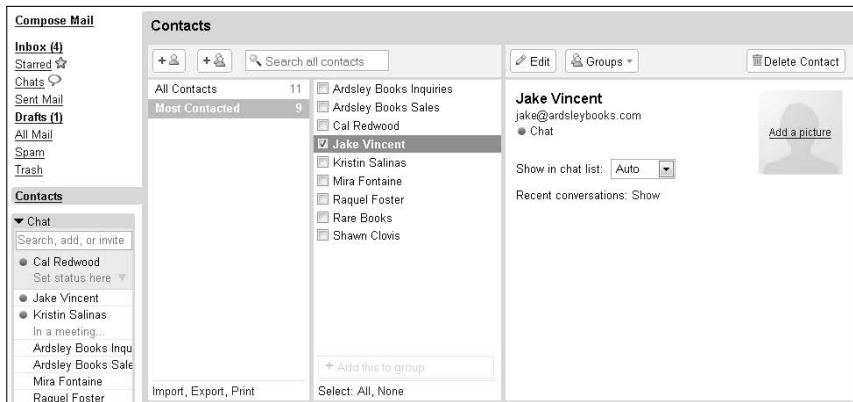 Compose Mail
Inbox (4)
Starred
Chats
Sent Mail
Drafts (1)
All Mail
Spam
Trash
Contacts
Chat
Search, add, or invite
Cal Redwood
Set status here
Jake Vincent
Kristin Salinas
In a meeting...
Ardsley Books Inqu
Ardsley Books Sale
Mira Fontaine
Raquel Foster
Contacts
Search all contacts
All Contacts 11
Most Contacted 9
Import, Export, Print
Ardsley Books Inquiries
Ardsley Books Sales
Cal Redwood
Jake Vincent
Kristin Salinas
Mira Fontaine
Raquel Foster
Rare Books
Shawn Clovis
+ Add this to group
Select: All, None
Edit Groups Delete Contact
Jake Vincent
jake@ardsleybooks.com
Chat
Add a picture
Show in chat list: Auto
Recent conversations: Show